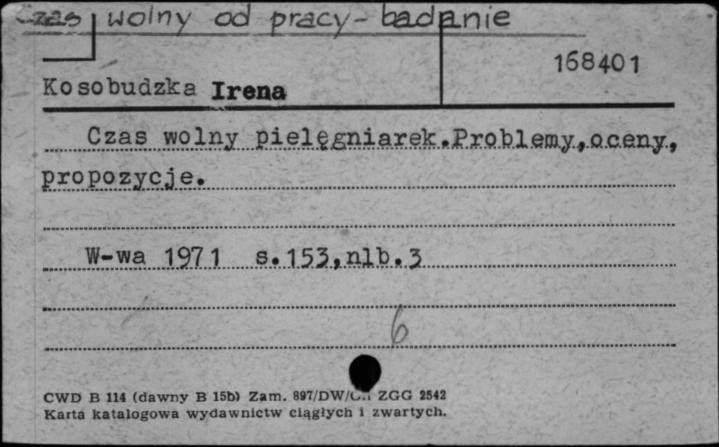 Czas wolny od pracy - badanie
168401
Kosobudzka Irena
Czas wolny pielęgniarek.Problemy,oceny,
propozycje.
W-wa 1971 s.153,nlb.3
6
CWD B 114 (dawny B 15b) Zam. 897/DW/ ZGG 2542
Karta katalogowa wydawnictw ciągłych i zwartych.